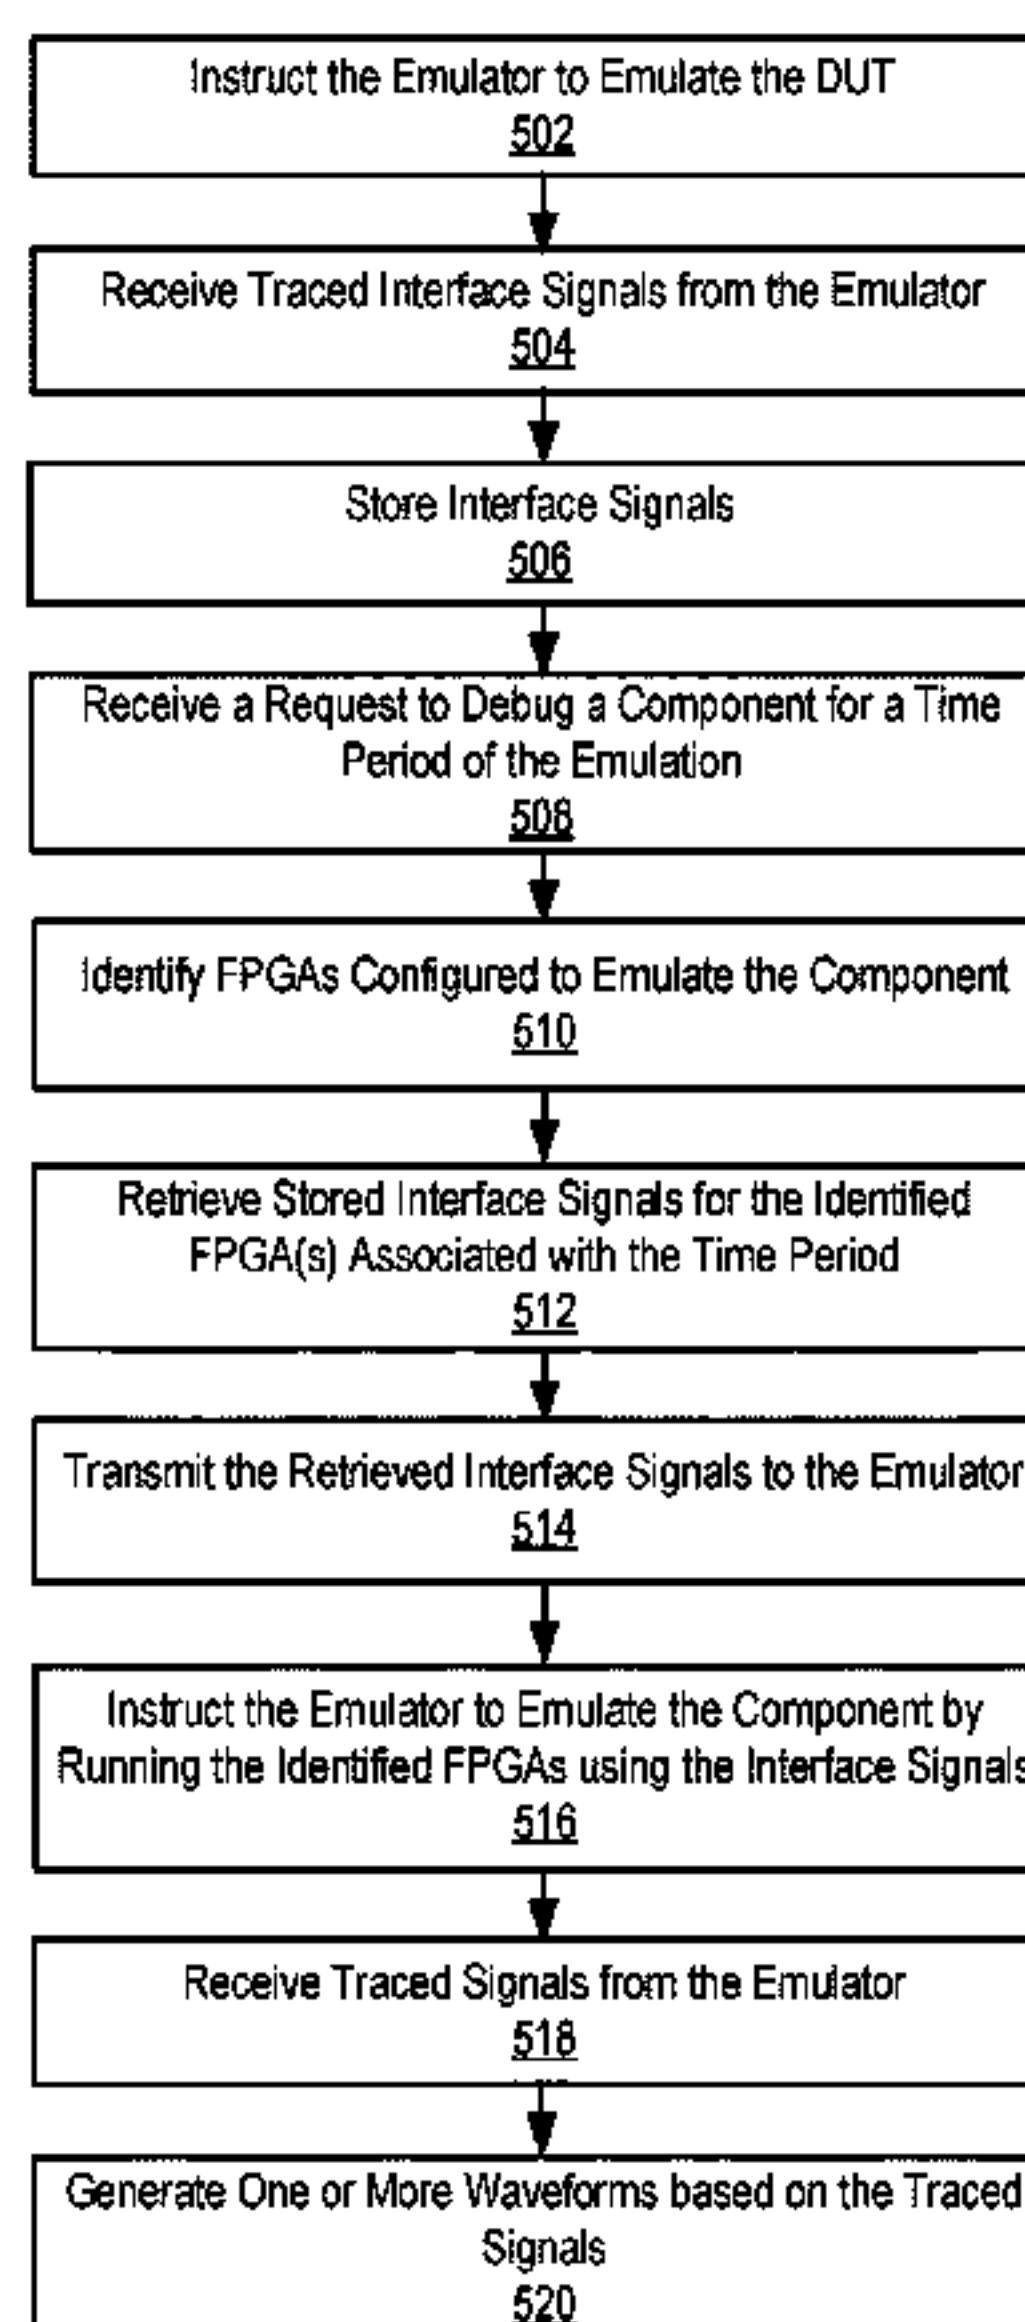 Instruct the Emulator to Emulate the DUT
502
Receive Traced Interface Signals from the Emulator
504
Store Interface Signals
506
Receive a Request to Debug a Component for a Time
Period of the Emulation
508
Identify FPGAs Configured to Emulate the Component
510
Retrieve Stored Interface Signals for the Identified
FPGA(s) Associated with the Time Period
512
Transmit the Retrieved Interface Signals to the Emulator
514
Instruct the Emulator to Emulate the Component by
Running the Identified FPGAs using the Interface Signals
516
Receive Traced Signals from the Emulator
518
Generate One or More Waveforms based on the Traced
Signals
520